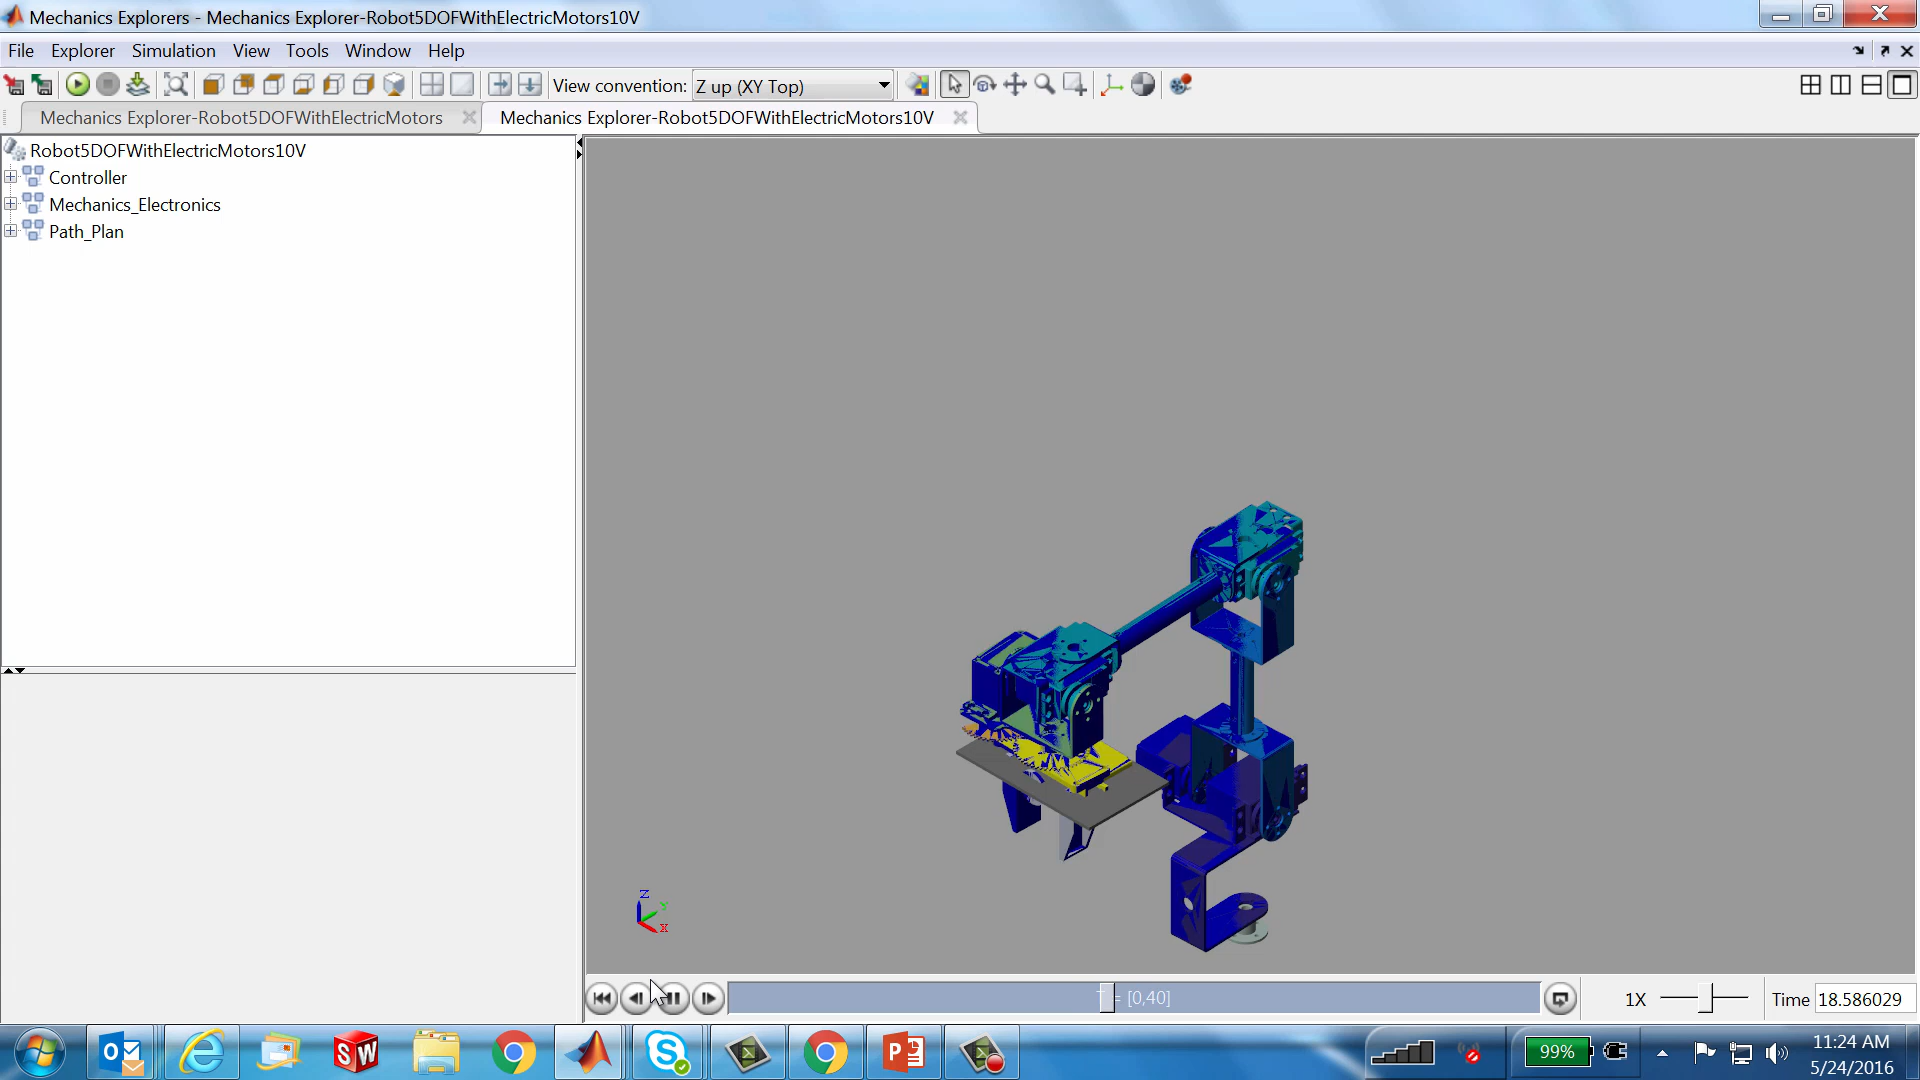 Mechanics Explorers - Mechanics Explorer-Robot5DOFWithElectricMotors10V
File Explorer Simulation View Tools Window Help
View convention: Z up (XY Top)
Mechanics Explorer-Robot5DOFWithElectricMotors Mechanics Explorer-Robot5DOFWithElectricMotors10V
Robot5DOFWithElectricMotors10V
Controller
Mechanics_Electronics
Path_Plan
Z
Y
X
= [0,40]
1X
Time 18.586029
99%
11:24 AM
5/24/2016